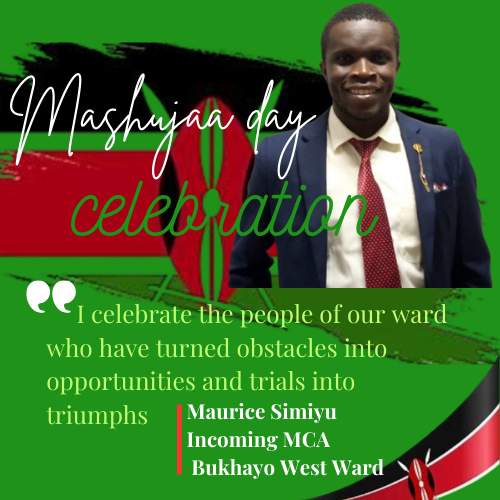 Mashujaa day
celebration
❝ I celebrate the people of our ward
who have turned obstacles into
opportunities and trials into
triumphs
Maurice Simiyu
Incoming MCA
Bukhayo West Ward